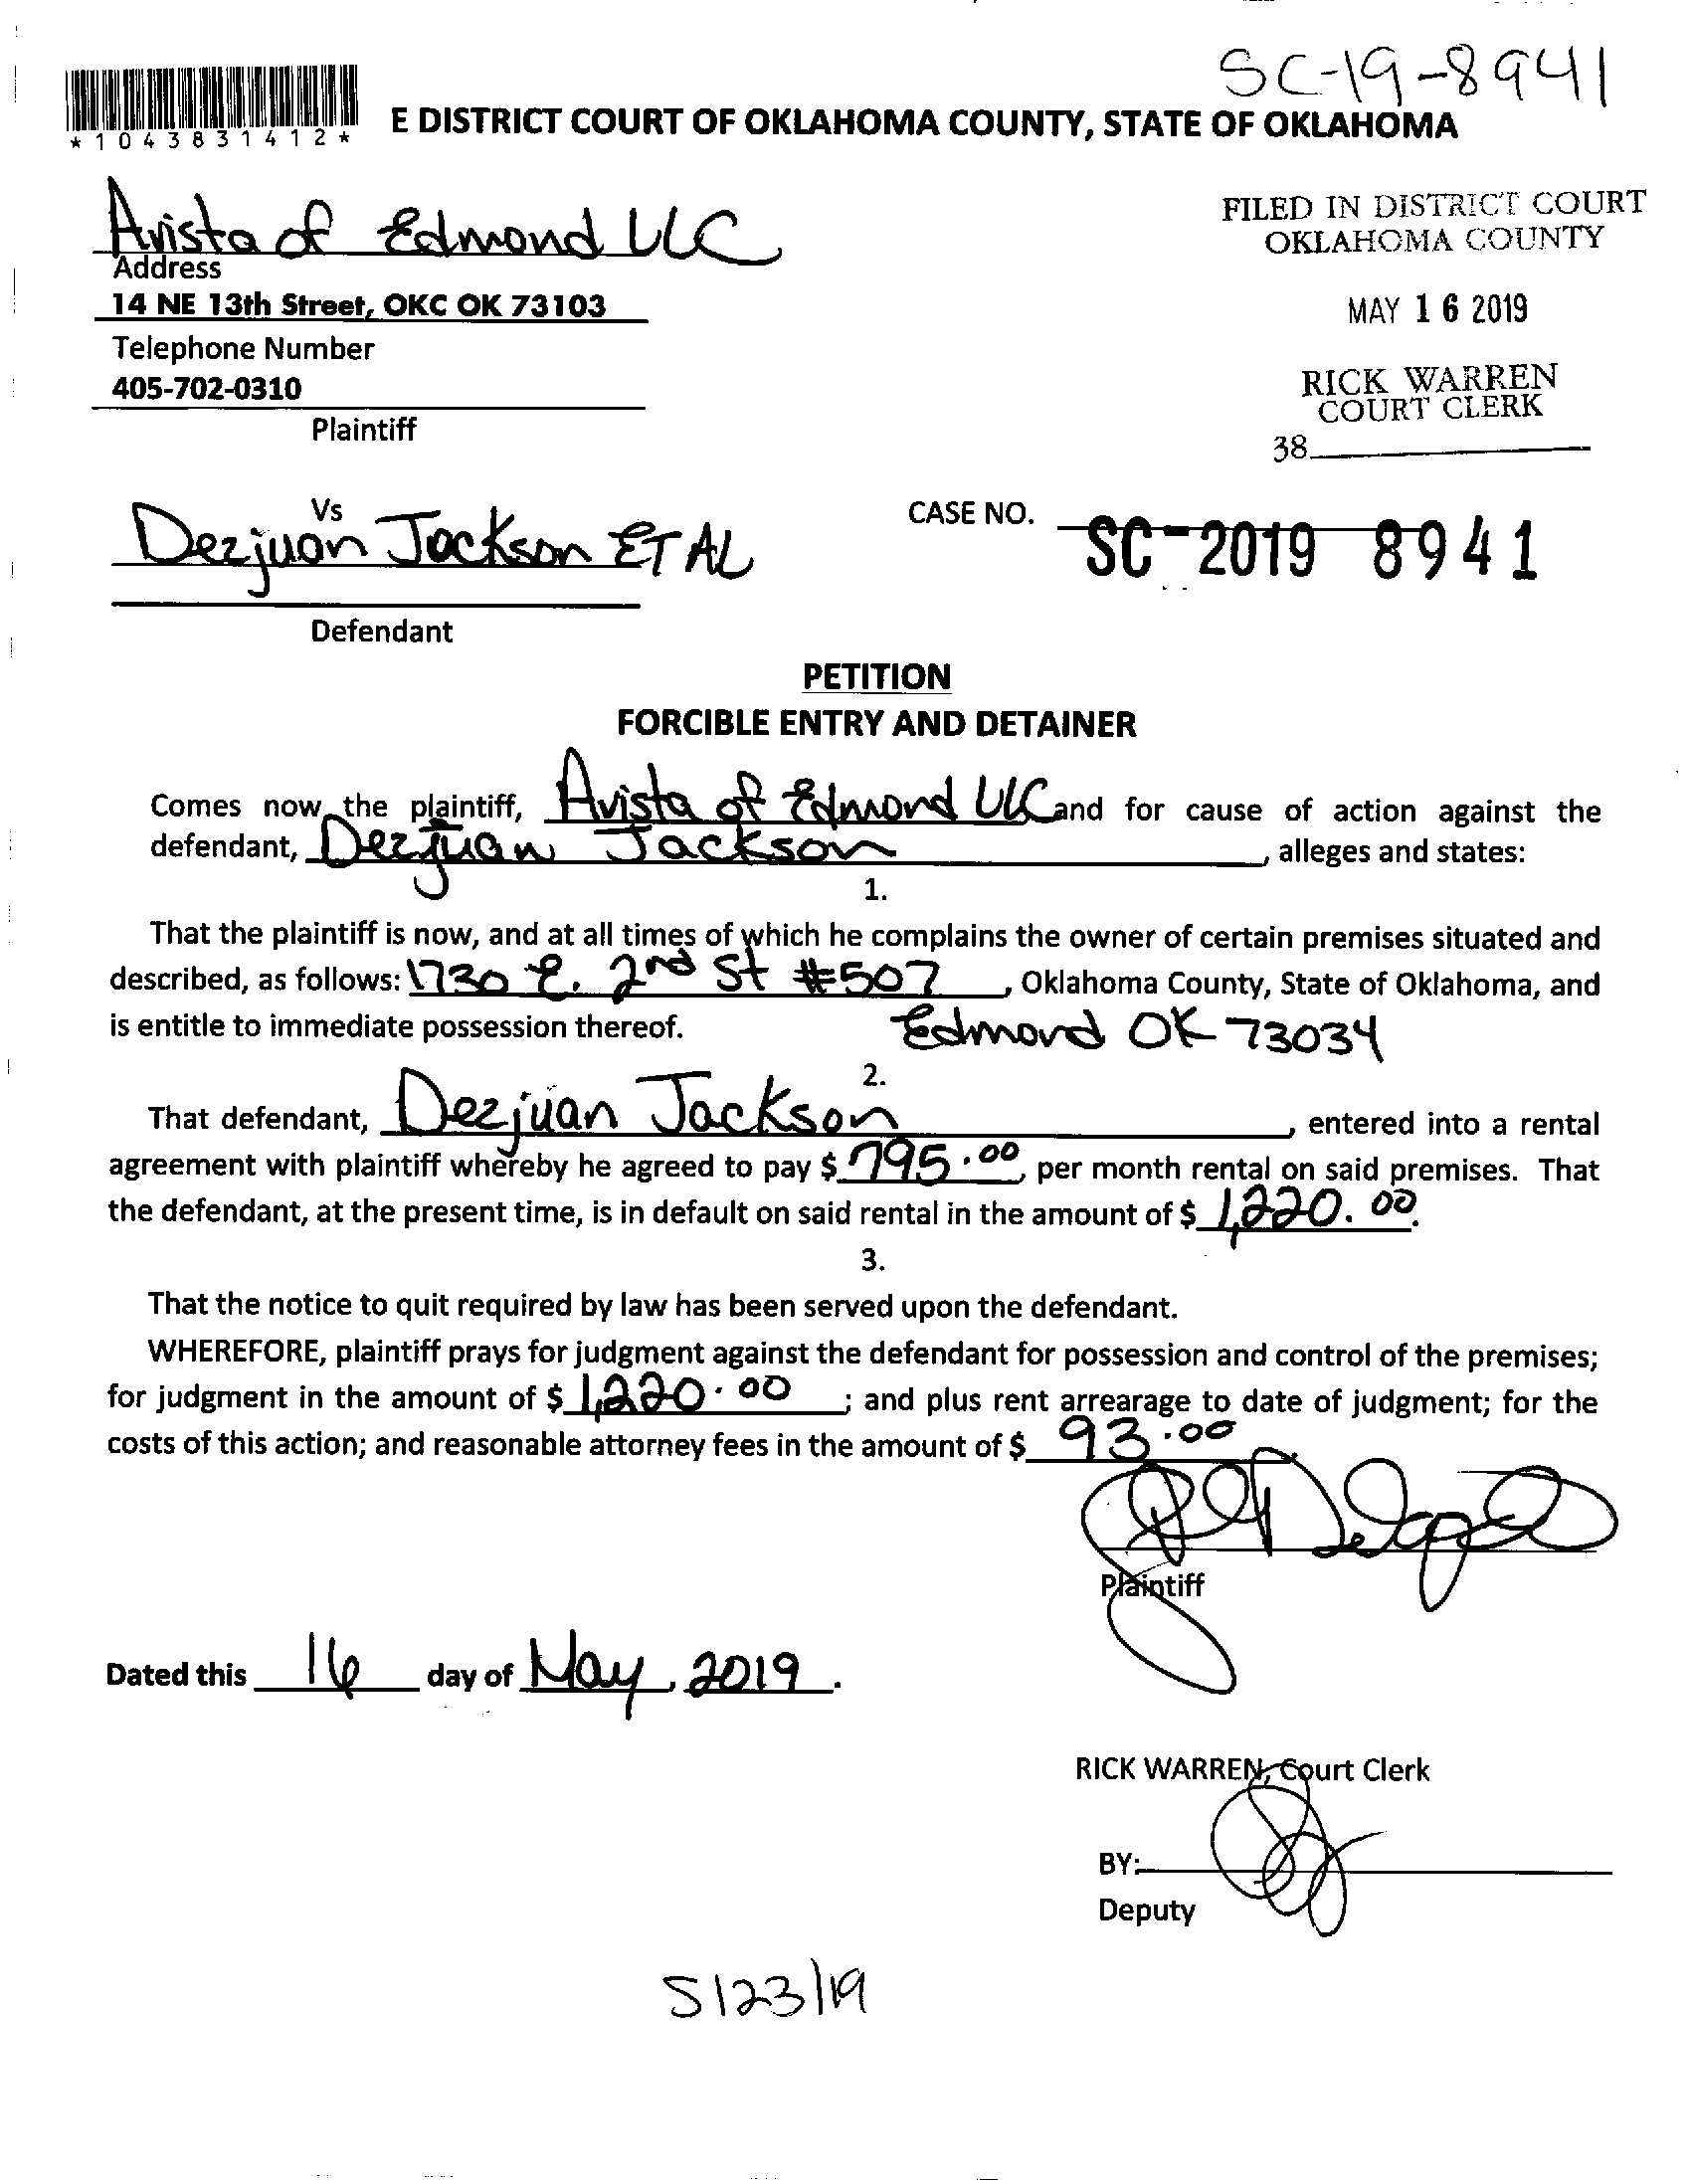 SC-19-8941
*1043831412*
E DISTRICT COURT OF OKLAHOMA COUNTY, STATE OF OKLAHOMA
Avista of Edmond LLC
Address
14 NE 13th Street, OKC OK 73103
Telephone Number
405-702-0310
Plaintiff
FILED IN DISTRICT COURT
OKLAHOMA COUNTY
MAY 16 2019
RICK WARREN
COURT CLERK
38
Vs
Dezjuan Jackson ET AL
Defendant
CASE NO. SC-2019 8941
PETITION
FORCIBLE ENTRY AND DETAINER
Comes now the plaintiff, Avista of Edmond LLC and for cause of action against the
defendant, Dezjuan Jackson, alleges and states:
1.
That the plaintiff is now, and at all times of which he complains the owner of certain premises situated and
described, as follows: 1730 E. 2nd St #507, Oklahoma County, State of Oklahoma, and
is entitle to immediate possession thereof. Edmond OK 73034
2.
That defendant, Dezjuan Jackson, entered into a rental
agreement with plaintiff whereby he agreed to pay $ 795.00, per month rental on said premises. That
the defendant, at the present time, is in default on said rental in the amount of $ 1,220.00.
3.
That the notice to quit required by law has been served upon the defendant.
WHEREFORE, plaintiff prays for judgment against the defendant for possession and control of the premises;
for judgment in the amount of $ 1,220.00; and plus rent arrearage to date of judgment; for the
costs of this action; and reasonable attorney fees in the amount of $ 93.00
Plaintiff
Dated this 16 day of May, 2019.
RICK WARREN, Court Clerk
BY:
Deputy
5/23/19